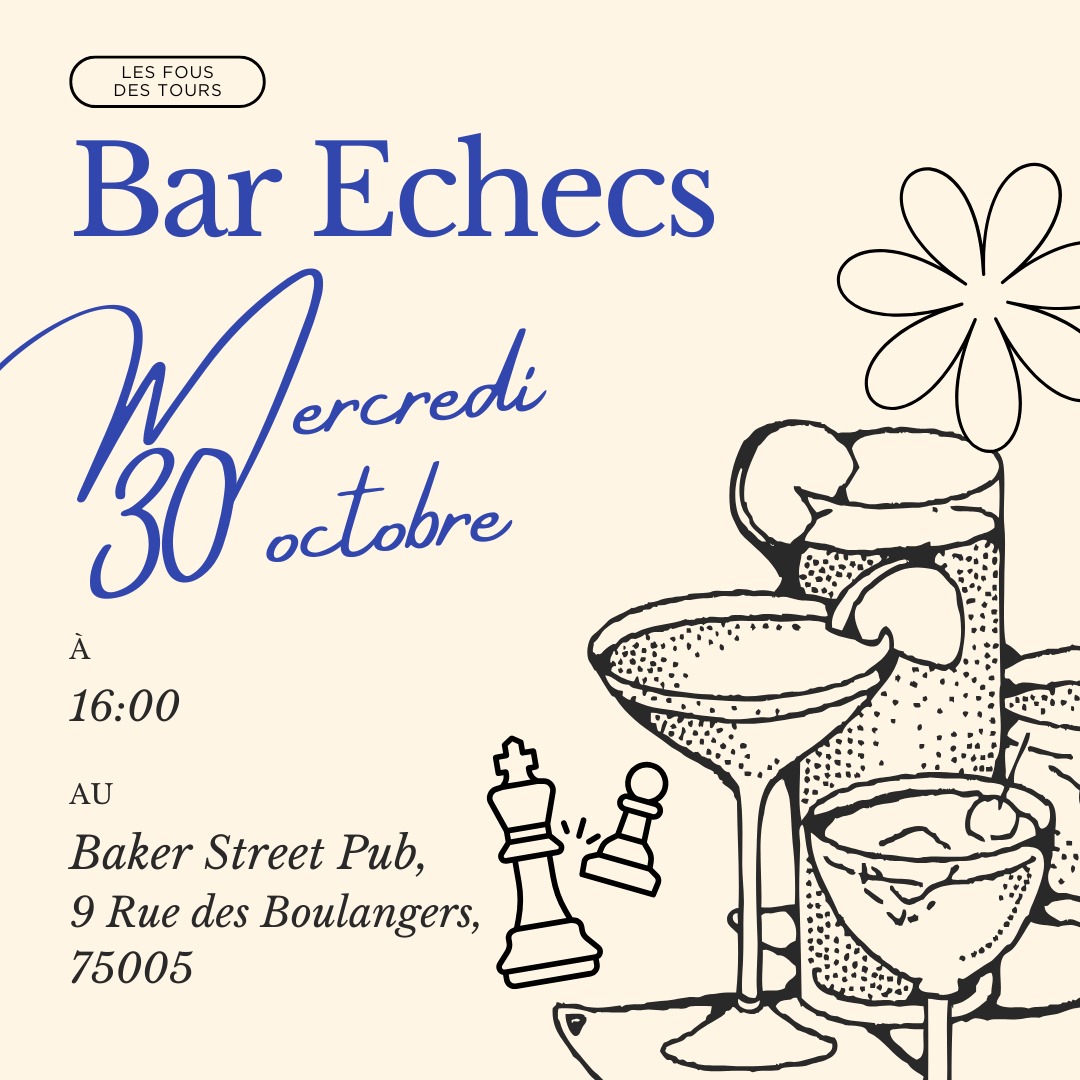 LES FOUS
DES TOURS
Bar Echecs
Mercredi
30 octobre
À
16:00
AU
Baker Street Pub,
9 Rue des Boulangers,
75005